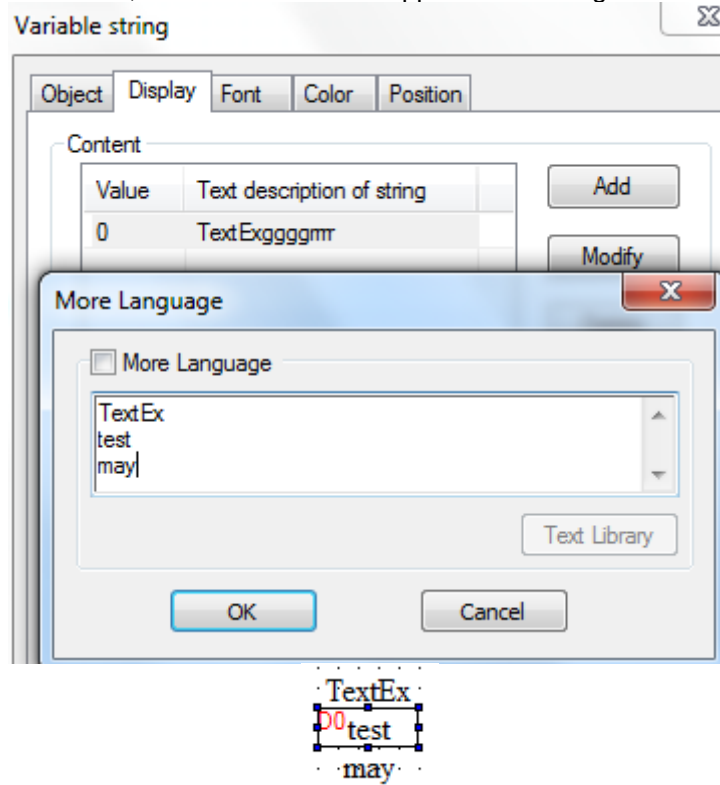 Variable string
Object Display Font Color Position
Content
Value Text description of string
Add
0 TextExggggrrrr
Modify
More Language
More Language
TextEx
test
may
Text Library
OK Cancel
TextEx
D0 test
may